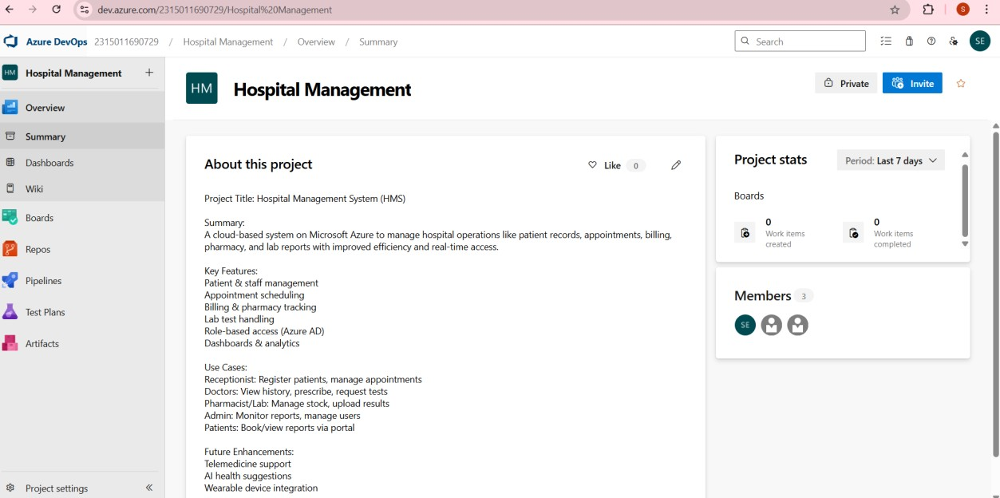 dev.azure.com/2315011690729/Hospital%20Management
S
Azure DevOps 2315011690729 / Hospital Management / Overview / Summary
Search
SE
HM Hospital Management +
Overview
Summary
Dashboards
Wiki
Boards
Repos
Pipelines
Test Plans
Artifacts
Project settings
HM Hospital Management
Private
Invite
About this project
Like 0
Project Title: Hospital Management System (HMS)
Summary:
A cloud-based system on Microsoft Azure to manage hospital operations like patient records, appointments, billing,
pharmacy, and lab reports with improved efficiency and real-time access.
Key Features:
Patient & staff management
Appointment scheduling
Billing & pharmacy tracking
Lab test handling
Role-based access (Azure AD)
Dashboards & analytics
Use Cases:
Receptionist: Register patients, manage appointments
Doctors: View history, prescribe, request tests
Pharmacist/Lab: Manage stock, upload results
Admin: Monitor reports, manage users
Patients: Book/view reports via portal
Future Enhancements:
Telemedicine support
AI health suggestions
Wearable device integration
Project stats
Period: Last 7 days
Boards
0
Work items
created
0
Work items
completed
Members 3
SE